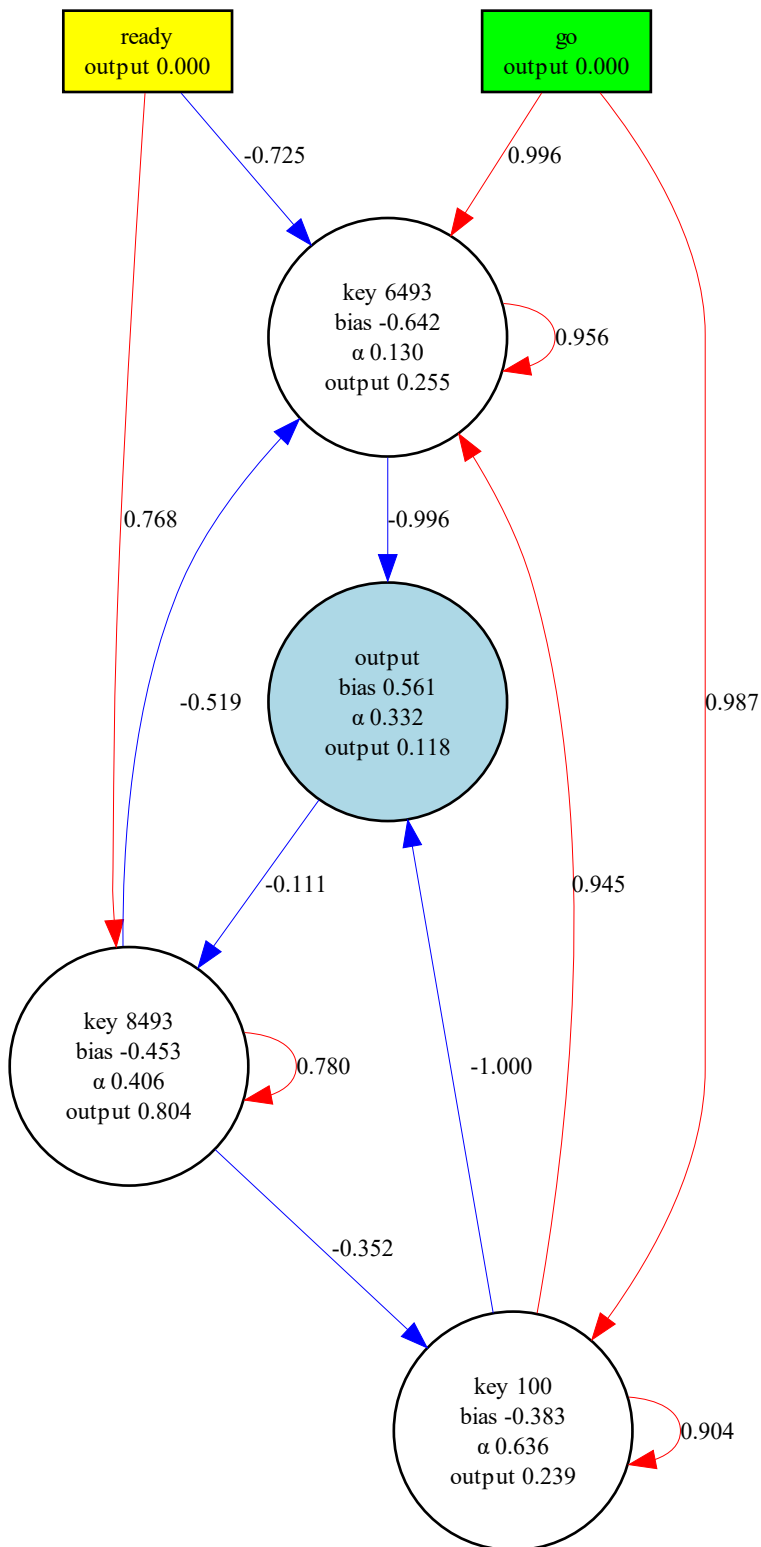 ready
output 0.000
go
output 0.000
-0.725
0.996
key 6493
bias -0.642
α 0.130
output 0.255
0.956
0.768
-0.996
-0.519
output
bias 0.561
α 0.332
output 0.118
0.987
-0.111
0.945
key 8493
bias -0.453
α 0.406
output 0.804
0.780
-1.000
-0.352
key 100
bias -0.383
α 0.636
output 0.239
0.904